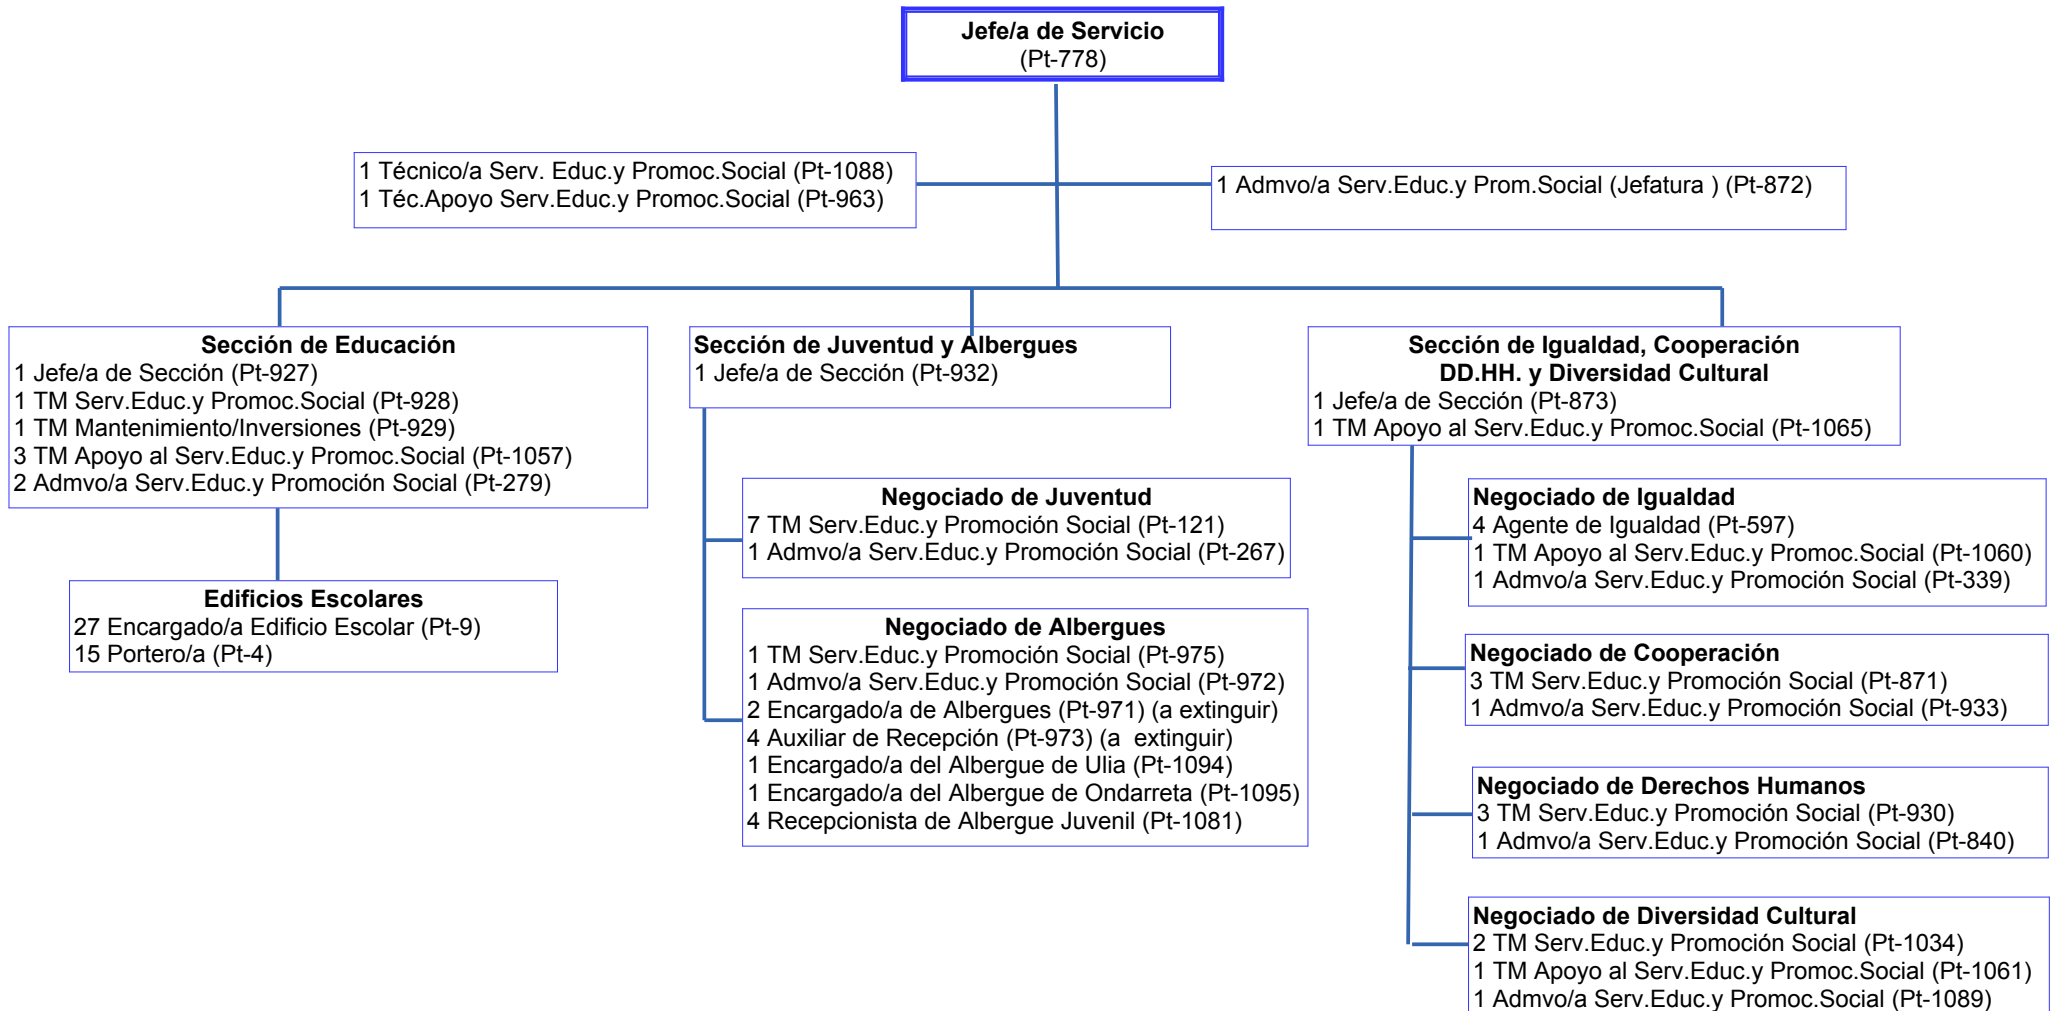 Jefe/a de Servicio
(Pt-778)
1 Técnico/a Serv. Educ.y Promoc.Social (Pt-1088)
1 Téc.Apoyo Serv.Educ.y Promoc.Social (Pt-963)
1 Admvo/a Serv.Educ.y Prom.Social (Jefatura ) (Pt-872)
Sección de Educación
1 Jefe/a de Sección (Pt-927)
1 TM Serv.Educ.y Promoc.Social (Pt-928)
1 TM Mantenimiento/Inversiones (Pt-929)
3 TM Apoyo al Serv.Educ.y Promoc.Social (Pt-1057)
2 Admvo/a Serv.Educ.y Promoción Social (Pt-279)
Edificios Escolares
27 Encargado/a Edificio Escolar (Pt-9)
15 Portero/a (Pt-4)
Sección de Juventud y Albergues
1 Jefe/a de Sección (Pt-932)
Negociado de Juventud
7 TM Serv.Educ.y Promoción Social (Pt-121)
1 Admvo/a Serv.Educ.y Promoción Social (Pt-267)
Negociado de Albergues
1 TM Serv.Educ.y Promoción Social (Pt-975)
1 Admvo/a Serv.Educ.y Promoción Social (Pt-972)
2 Encargado/a de Albergues (Pt-971) (a extinguir)
4 Auxiliar de Recepción (Pt-973) (a  extinguir)
1 Encargado/a del Albergue de Ulia (Pt-1094)
1 Encargado/a del Albergue de Ondarreta (Pt-1095)
4 Recepcionista de Albergue Juvenil (Pt-1081)
Sección de Igualdad, Cooperación
DD.HH. y Diversidad Cultural
1 Jefe/a de Sección (Pt-873)
1 TM Apoyo al Serv.Educ.y Promoc.Social (Pt-1065)
Negociado de Igualdad
4 Agente de Igualdad (Pt-597)
1 TM Apoyo al Serv.Educ.y Promoc.Social (Pt-1060)
1 Admvo/a Serv.Educ.y Promoción Social (Pt-339)
Negociado de Cooperación
3 TM Serv.Educ.y Promoción Social (Pt-871)
1 Admvo/a Serv.Educ.y Promoción Social (Pt-933)
Negociado de Derechos Humanos
3 TM Serv.Educ.y Promoción Social (Pt-930)
1 Admvo/a Serv.Educ.y Promoción Social (Pt-840)
Negociado de Diversidad Cultural
2 TM Serv.Educ.y Promoción Social (Pt-1034)
1 TM Apoyo al Serv.Educ.y Promoc.Social (Pt-1061)
1 Admvo/a Serv.Educ.y Promoc.Social (Pt-1089)